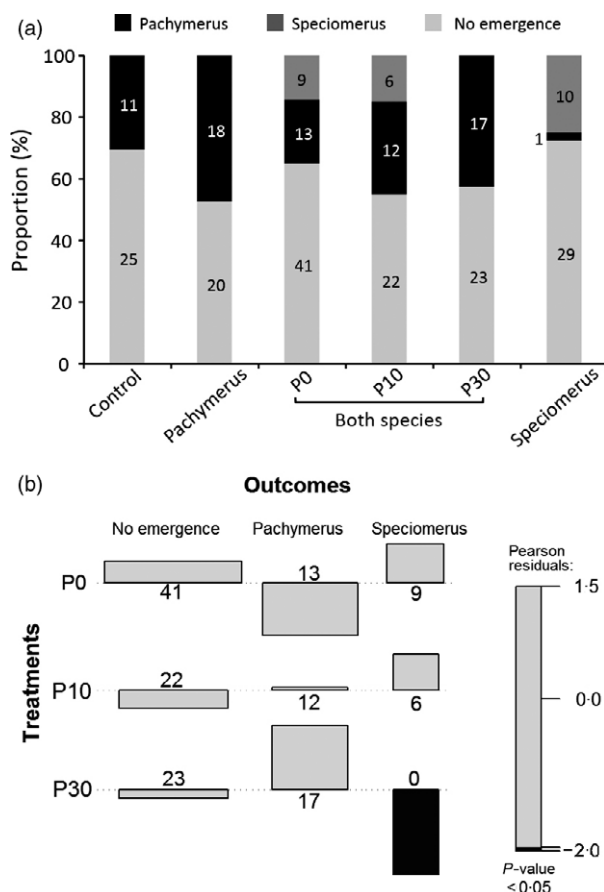 (a)
Pachymerus Speciomerus No emergence
Proportion (%)
100
80
60
40
20
0
11
25
18
20
9
13
41
6
12
22
17
23
10
1
29
Control
Pachymerus
P0
P10
P30
Speciomerus
Both species
(b)
Outcomes
No emergence Pachymerus Speciomerus
Treatments
P0
41
13
9
P10
22
12
6
P30
23
17
0
Pearson
residuals:
1·5
0·0
−2·0
P-value
<0·05